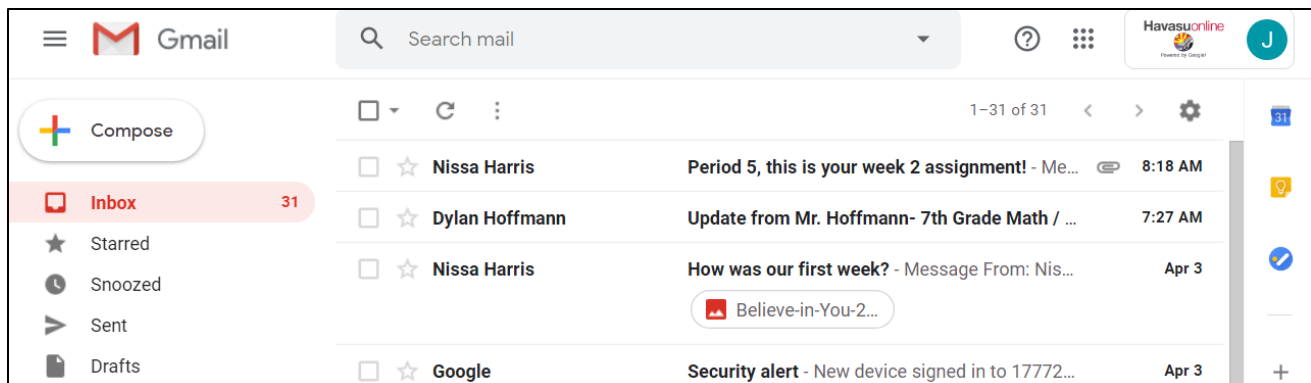 Gmail
Search mail
Havasuonline
Powered by Google!
J
Compose
1–31 of 31
31
Inbox 31
Nissa Harris Period 5, this is your week 2 assignment! - Me... 8:18 AM
Starred
Dylan Hoffmann Update from Mr. Hoffmann- 7th Grade Math / ... 7:27 AM
Snoozed
Nissa Harris How was our first week? - Message From: Nis... Apr 3
Believe-in-You-2...
Sent
Drafts
Google Security alert - New device signed in to 17772... Apr 3